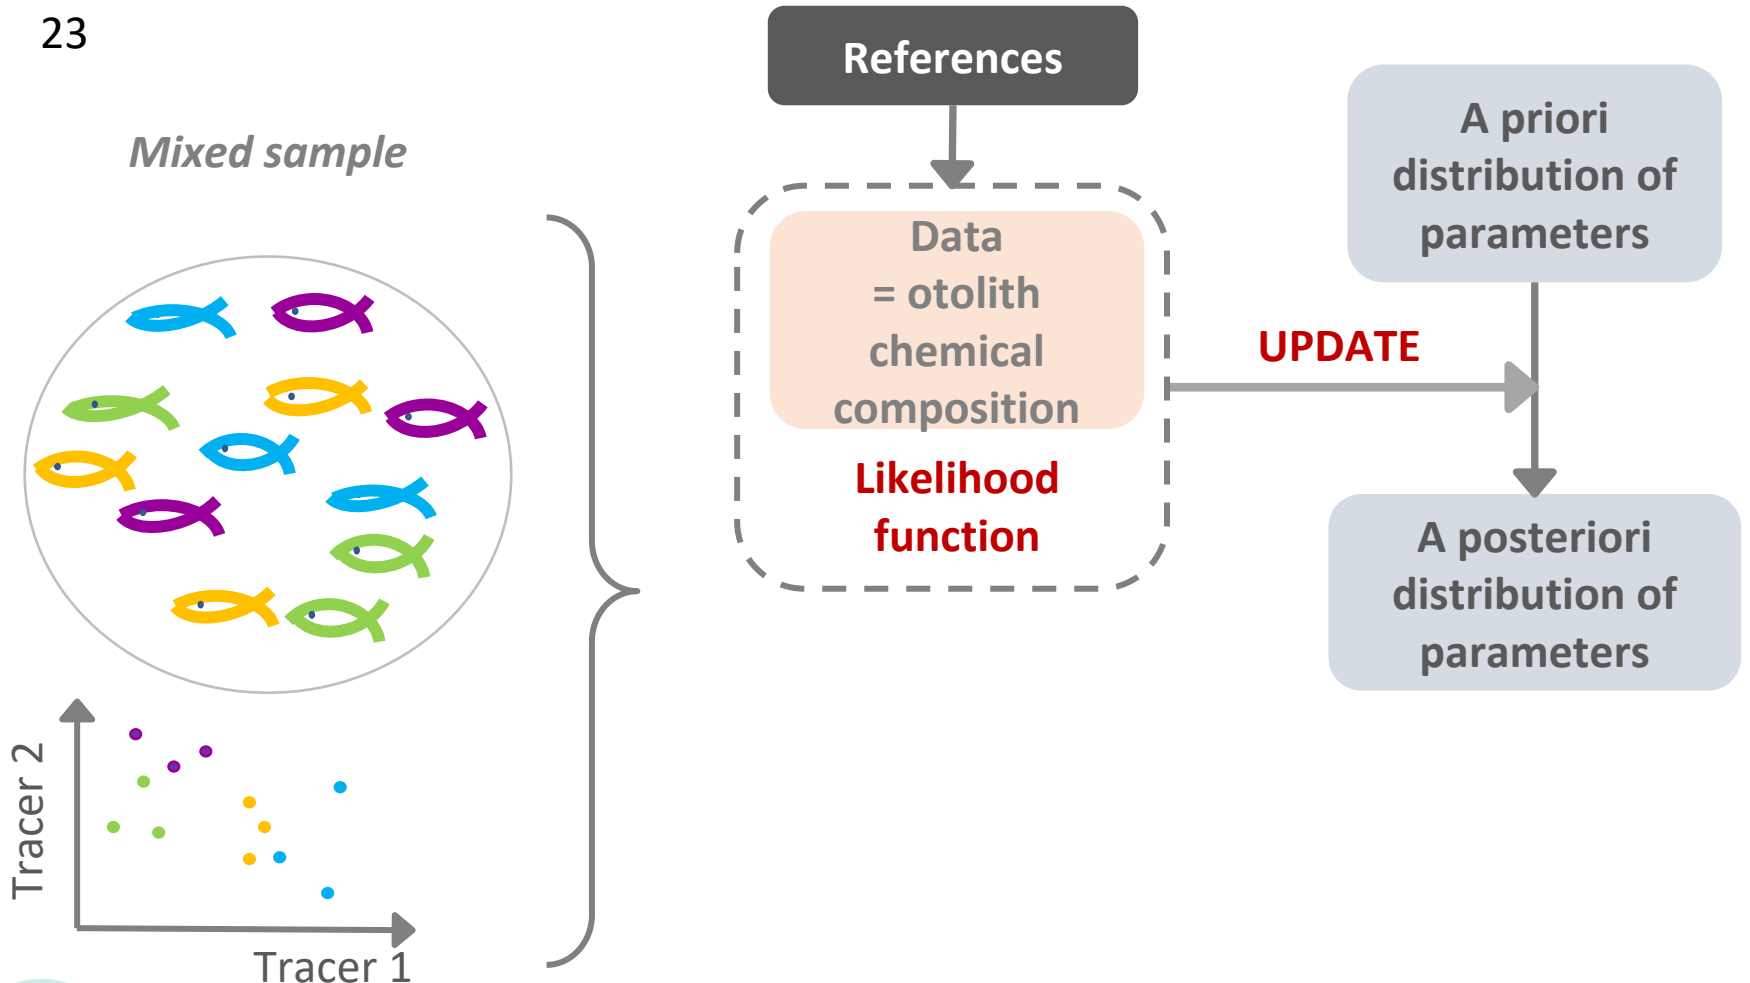 23
Mixed sample
Tracer 2
Tracer 1
References
Data
= otolith
chemical
composition
Likelihood
function
UPDATE
A priori
distribution of
parameters
A posteriori
distribution of
parameters